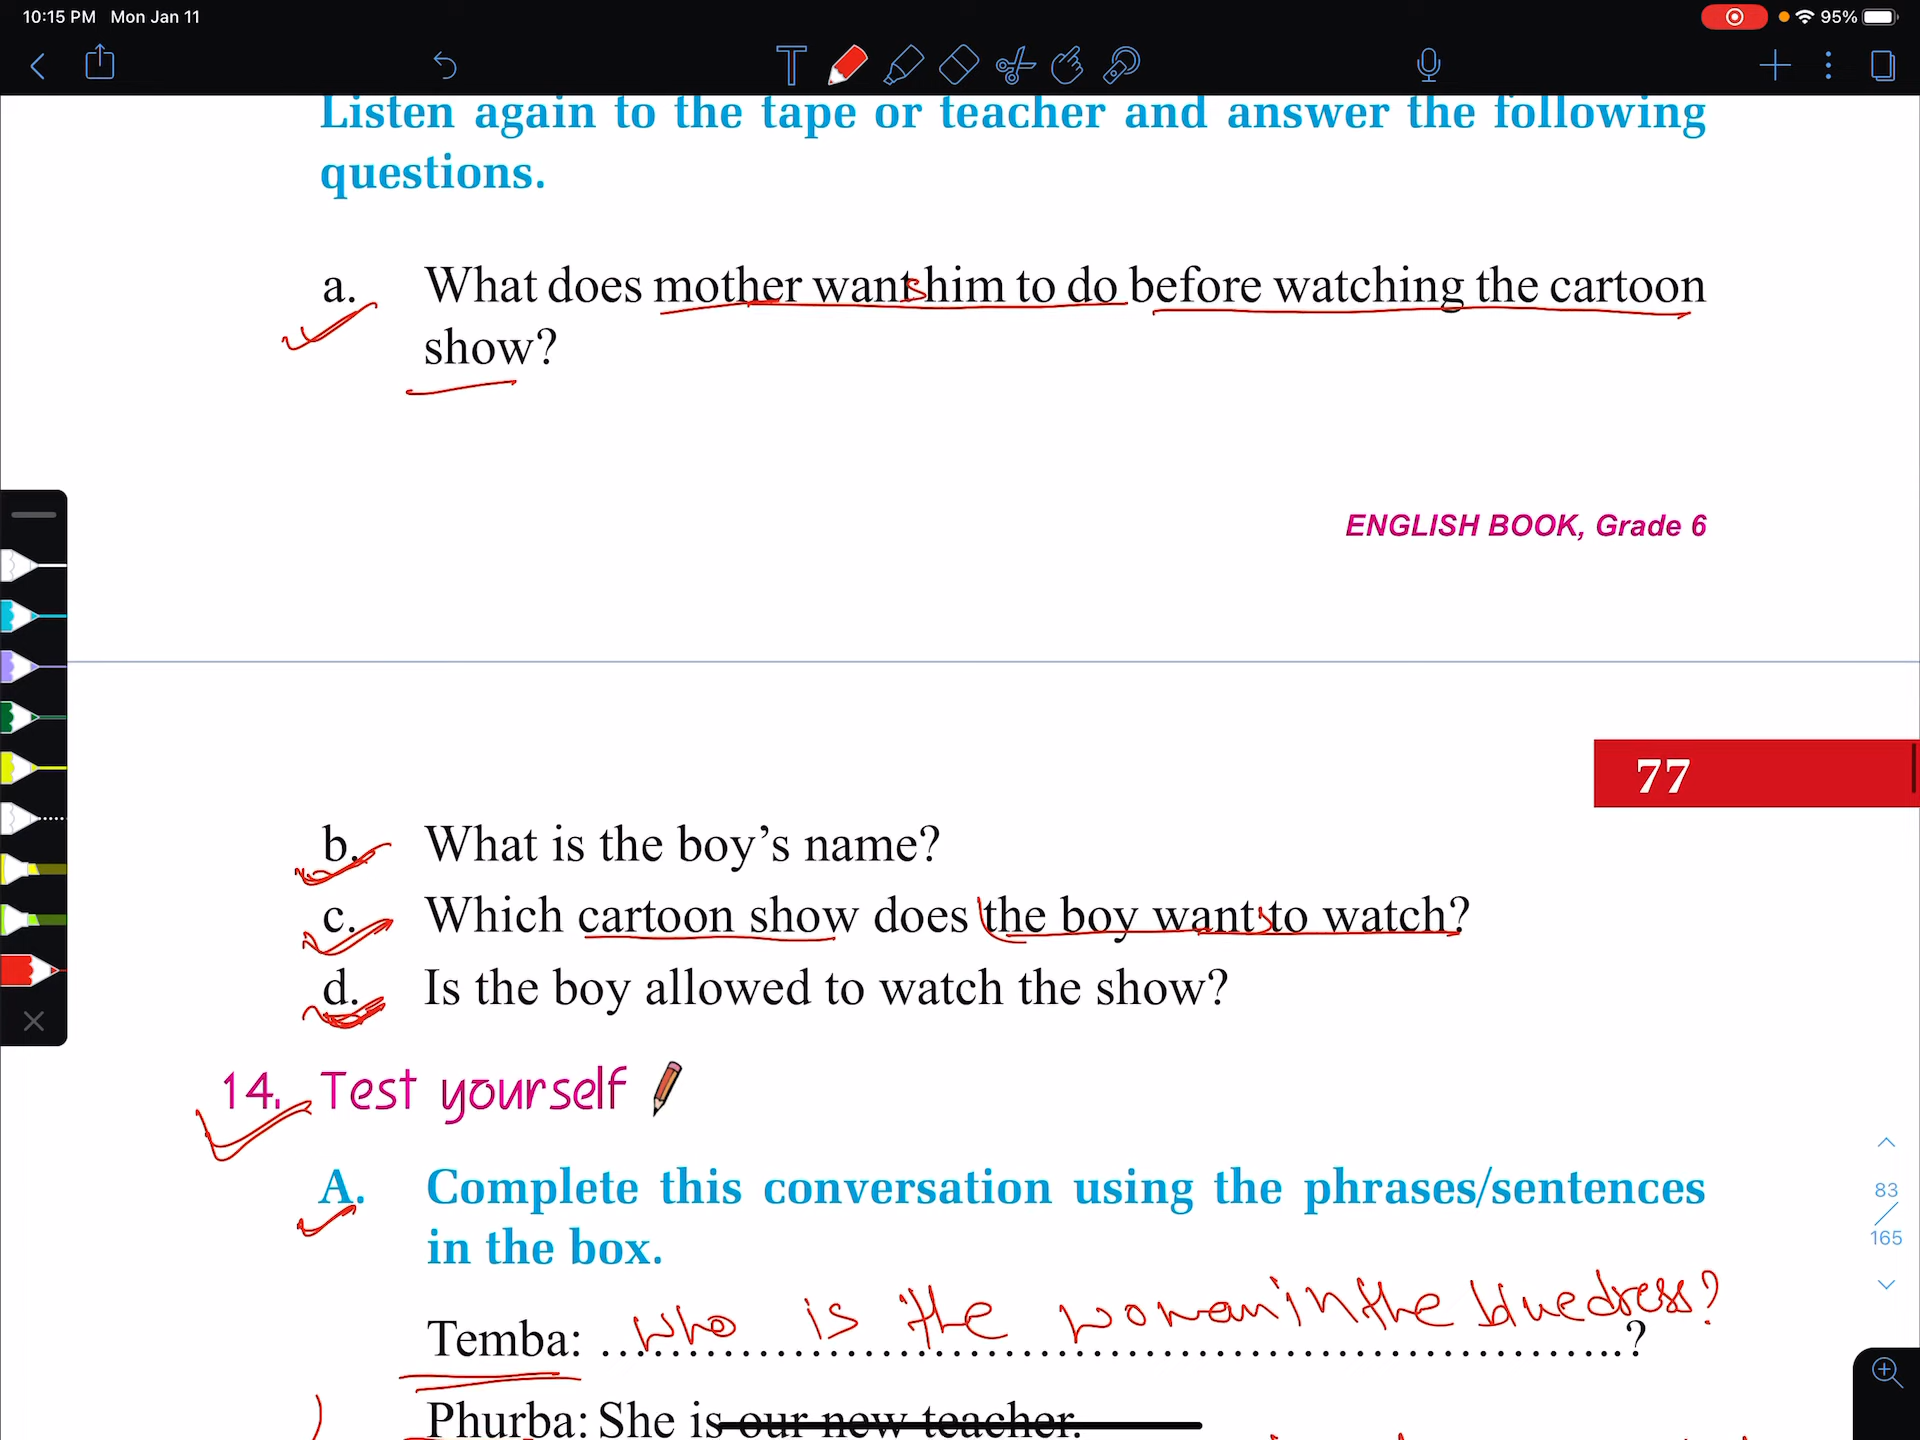 10:15 PM Mon Jan 11
95%
Listen again to the tape or teacher and answer the following
questions.
a. What does mother wants him to do before watching the cartoon
show?
ENGLISH BOOK, Grade 6
77
b. What is the boy's name?
c. Which cartoon show does the boy wants to watch?
d. Is the boy allowed to watch the show?
14. Test yourself
A. Complete this conversation using the phrases/sentences
in the box.
who is the woman in the blue dress?
Temba: ..........................................................?
Phurba: She is our new teacher.
83
165